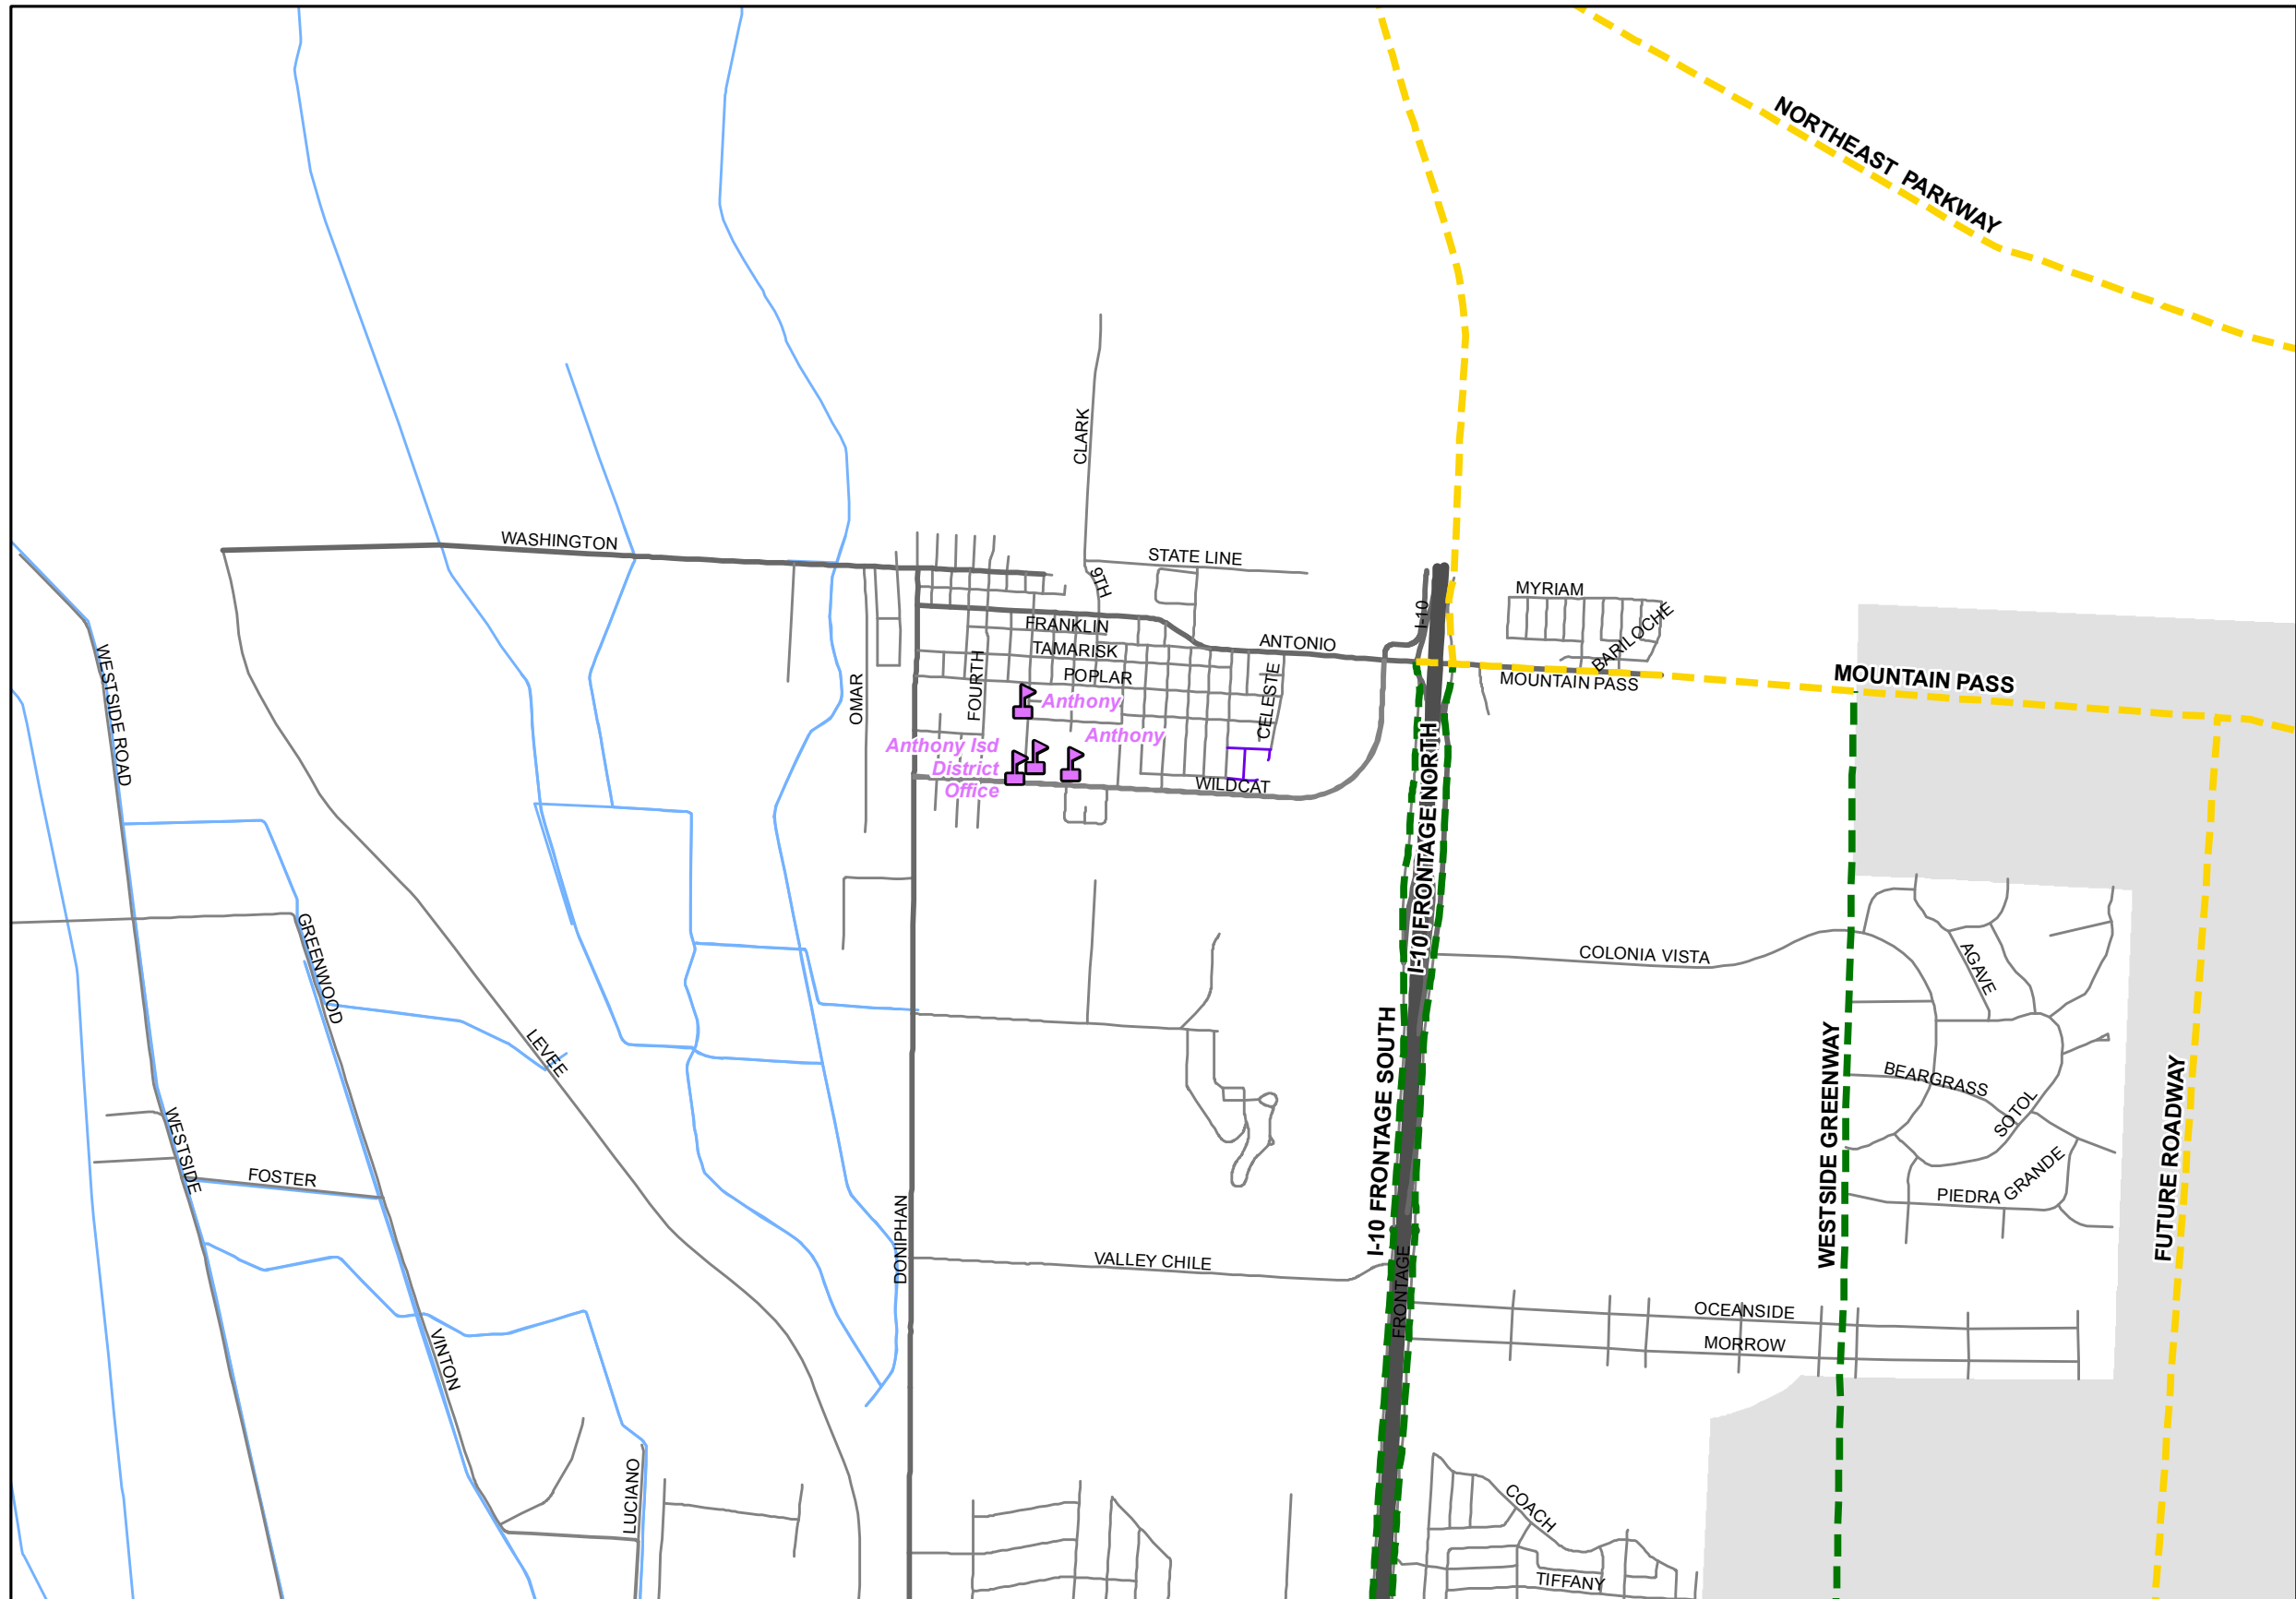 NORTHEAST PARKWAY
CLARK
WASHINGTON
STATE LINE
9TH
MYRIAM
I-10
BARILOCHE
FRANKLIN
ANTONIO
TAMARISK
POPLAR
FOURTH
OMAR
CELESTE
MOUNTAIN PASS
MOUNTAIN PASS
Anthony
Anthony
Anthony Isd
District
Office
WILDCAT
WESTSIDE ROAD
I-10 FRONTAGE NORTH
COLONIA VISTA
AGAVE
GREENWOOD
LEVEE
I-10 FRONTAGE SOUTH
WESTSIDE GREENWAY
FUTURE ROADWAY
BEARGRASS
SOTOL
WESTSIDE
FOSTER
PIEDRA GRANDE
DONIPHAN
VALLEY CHILE
FRONTAGE
OCEANSIDE
MORROW
VINTON
LUCIANO
COACH
TIFFANY